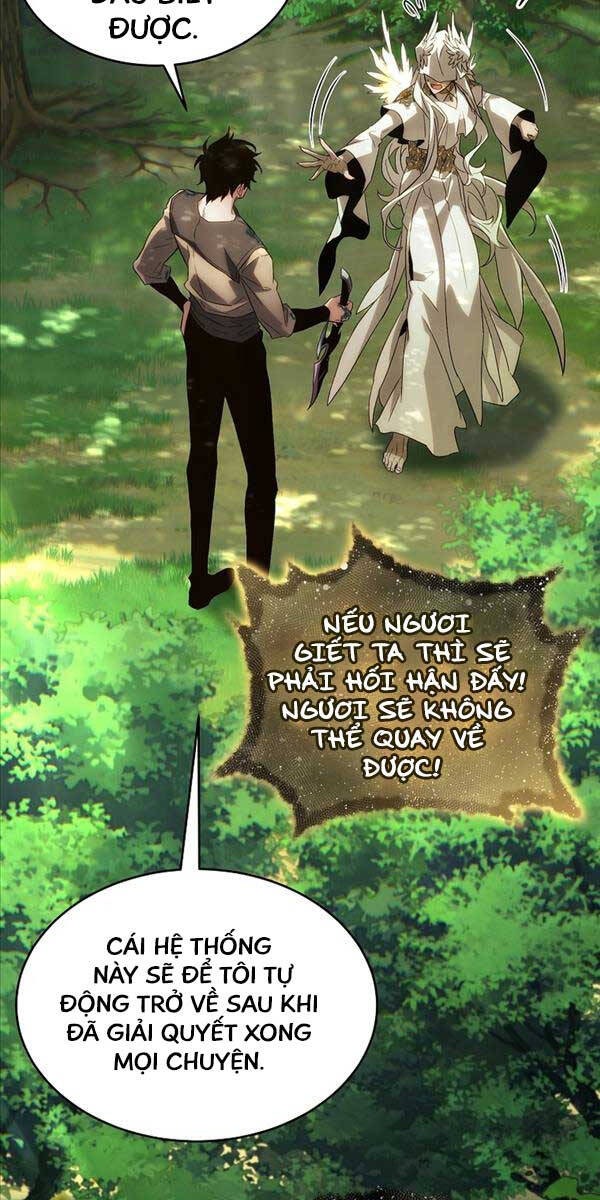 ĐƯỢC.
NẾU NGƯƠI
GIẾT TA THÌ SẼ
PHẢI HỐI HẬN ĐẤY!
NGƯƠI SẼ KHÔNG
THỂ QUAY VỀ
ĐƯỢC!
CÁI HỆ THỐNG
NÀY SẼ ĐỂ TÔI TỰ
ĐỘNG TRỞ VỀ SAU KHI
ĐÃ GIẢI QUYẾT XONG
MỌI CHUYỆN.